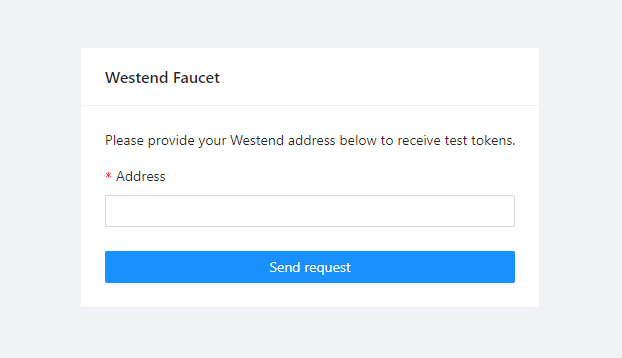 Westend Faucet
Please provide your Westend address below to receive test tokens.
* Address
Send request